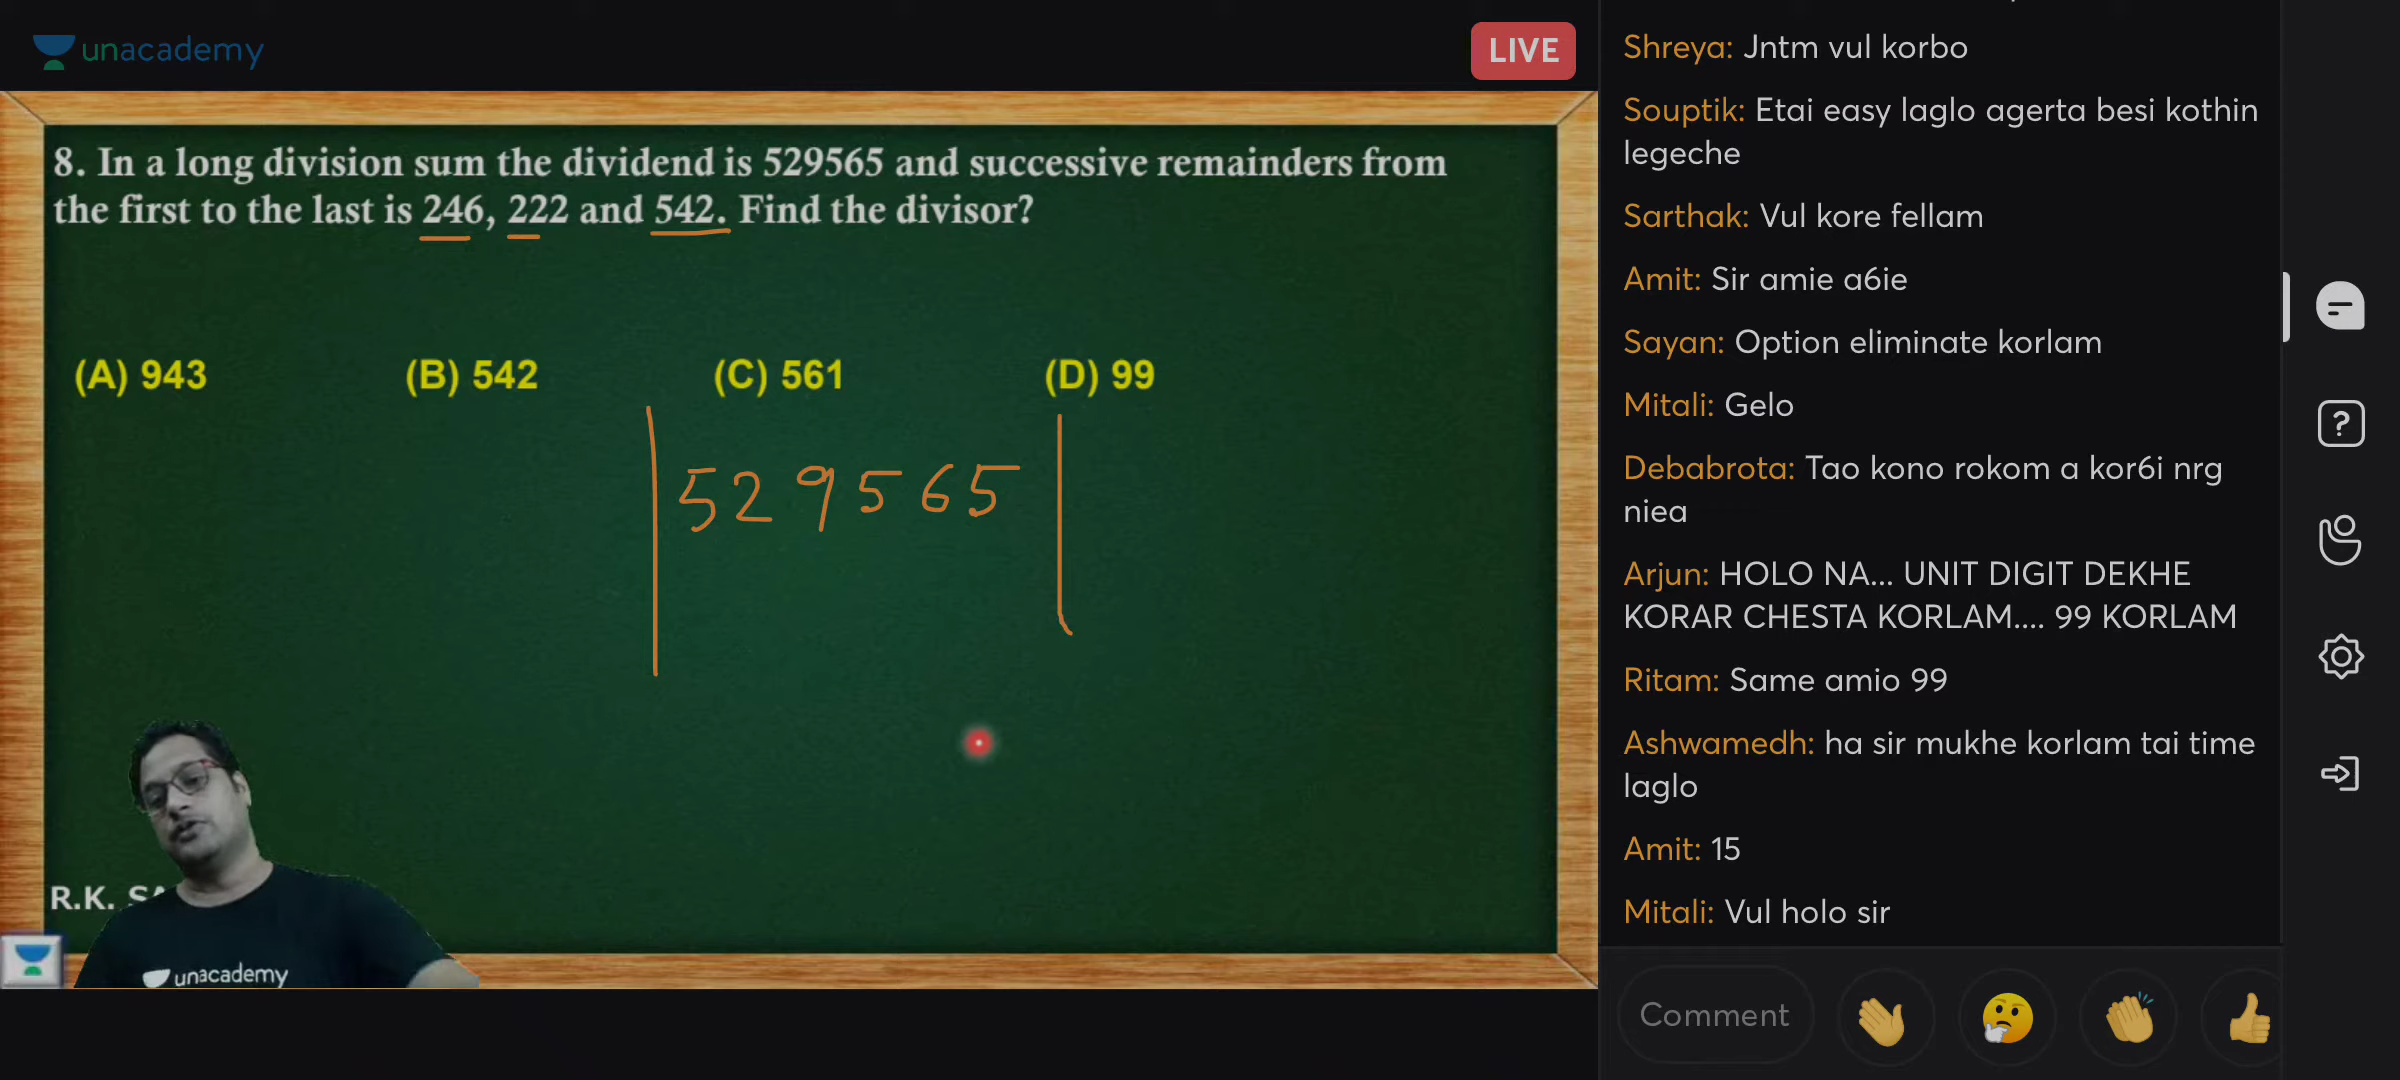 unacademy
LIVE
8. In a long division sum the dividend is 529565 and successive remainders from
the first to the last is 246, 222 and 542. Find the divisor?
(A) 943 (B) 542 (C) 561 (D) 99
529565
R.K.
unacademy
Shreya: Jntm vul korbo
Souptik: Etai easy laglo agerta besi kothin
legeche
Sarthak: Vul kore fellam
Amit: Sir amie a6ie
Sayan: Option eliminate korlam
Mitali: Gelo
Debabrota: Tao kono rokom a kor6i nrg
niea
Arjun: HOLO NA... UNIT DIGIT DEKHE
KORAR CHESTA KORLAM.... 99 KORLAM
Ritam: Same amio 99
Ashwamedh: ha sir mukhe korlam tai time
laglo
Amit: 15
Mitali: Vul holo sir
Comment